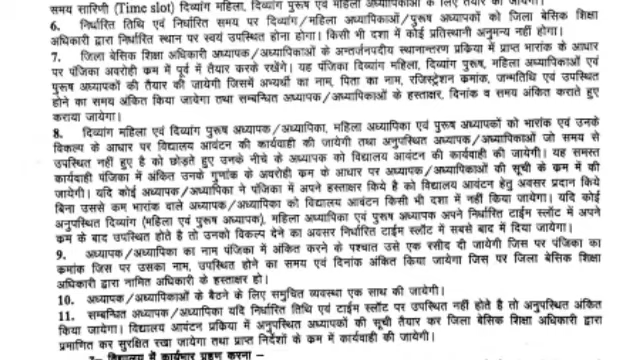 समय सारिणी (Time slot) दिव्यांग महिला, दिव्यांग पुरूष एवं महिला अध्यापिकाओं के लिए तैयार की जायेगी।
6. निर्धारित तिथि एवं निर्धारित समय पर दिव्यांग/महिला अध्यापिकाओं/पुरूष अध्यापकों को जिला बेसिक शिक्षा
अधिकारी द्वारा निर्धारित स्थान पर स्वयं उपस्थित होना होगा। किसी भी दशा में कोई प्रतिस्थानी अनुमन्य नहीं होगा।
7. जिला बेसिक शिक्षा अधिकारी अध्यापक/अध्यापिकाओं के अन्तर्जनपदीय स्थानान्तरण प्रक्रिया में प्राप्त भारांक के आधार
पर पंजिका अवरोही क्रम में पूर्व में तैयार करके रखेंगे। यह पंजिका दिव्यांग महिला, दिव्यांग पुरूष, महिला अध्यापिकाओं एवं
पुरूष अध्यापकों की तैयार की जायेगी जिसमें अभ्यर्थी का नाम, पिता का नाम, रजिस्ट्रेशन क्रमांक, जन्मतिथि एवं उपस्थित
होने का समय अंकित किया जायेगा तथा सम्बन्धित अध्यापक/अध्यापिकाओं के हस्ताक्षर, दिनांक व समय अंकित कराते हुए
कराया जायेगा।
8. दिव्यांग महिला एवं दिव्यांग पुरूष अध्यापक/अध्यापिका, महिला अध्यापिका एवं पुरूष अध्यापकों को भारांक एवं उनके
विकल्प के आधार पर विद्यालय आवंटन की कार्यवाही की जायेगी तथा अनुपस्थित अध्यापक/अध्यापिकाओं जो समय से
उपस्थित नहीं हुए है को छोड़ते हुए उनके नीचे के अध्यापक को विद्यालय आवंटन की कार्यवाही की जायेगी। यह समस्त
कार्यवाही पंजिका में अंकित उनके गुणांक के अवरोही क्रम के आधार पर अध्यापक/अध्यापिकाओं की सूची के क्रम में की
जायेगी। यदि कोई अध्यापक/अध्यापिका ने पंजिका में अपने हस्ताक्षर किये है को विद्यालय आवंटन हेतु अवसर प्रदान किये
बिना उससे कम भारांक वाले अध्यापक/अध्यापिका को विद्यालय आवंटन किसी भी दशा में नहीं किया जायेगा। यदि कोई
अनुपस्थित दिव्यांग (महिला एवं पुरूष अध्यापक), महिला अध्यापिका एवं पुरूष अध्यापक अपने निर्धारित टाईम स्लॉट में अपने
क्रम के बाद उपस्थित होते है तो उनको विकल्प देने का अवसर निर्धारित टाईम स्लॉट में सबसे बाद में दिया जायेगा।
9. अध्यापक/अध्यापिका का नाम पंजिका में अंकित करने के पश्चात उसे एक रसीद दी जायेगी जिस पर पंजिका का
क्रमांक जिस पर उसका नाम, उपस्थित होने का समय एवं दिनांक अंकित किया जायेगा जिस पर जिला बेसिक शिक्षा
अधिकारी द्वारा नामित अधिकारी के हस्ताक्षर हो।
10. अध्यापक/अध्यापिकाओं के बैठने के लिए समुचित व्यवस्था एक साथ की जायेगी।
11. सम्बन्धित अध्यापक/अध्यापिका यदि निर्धारित तिथि एवं टाईम स्लॉट पर उपस्थित नहीं होते है तो अनुपस्थित अंकित
किया जायेगा। विद्यालय आवंटन प्रक्रिया में अनुपस्थित अध्यापकों की सूची तैयार कर जिला बेसिक शिक्षा अधिकारी द्वारा
प्रमाणित कर सुरक्षित रखा जायेगा तथा प्राप्त निर्देशों के क्रम में कार्यवाही की जायेगी।
विद्यालय में कार्यभार ग्रहण करना –